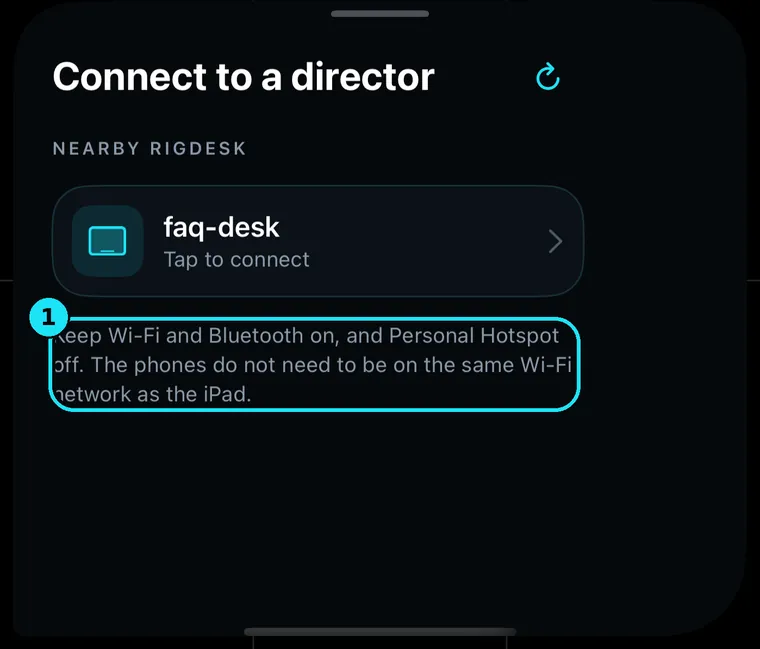 Connect to a director
NEARBY RIGDESK
faq-desk
Tap to connect
1
Keep Wi-Fi and Bluetooth on, and Personal Hotspot
off. The phones do not need to be on the same Wi-Fi
network as the iPad.